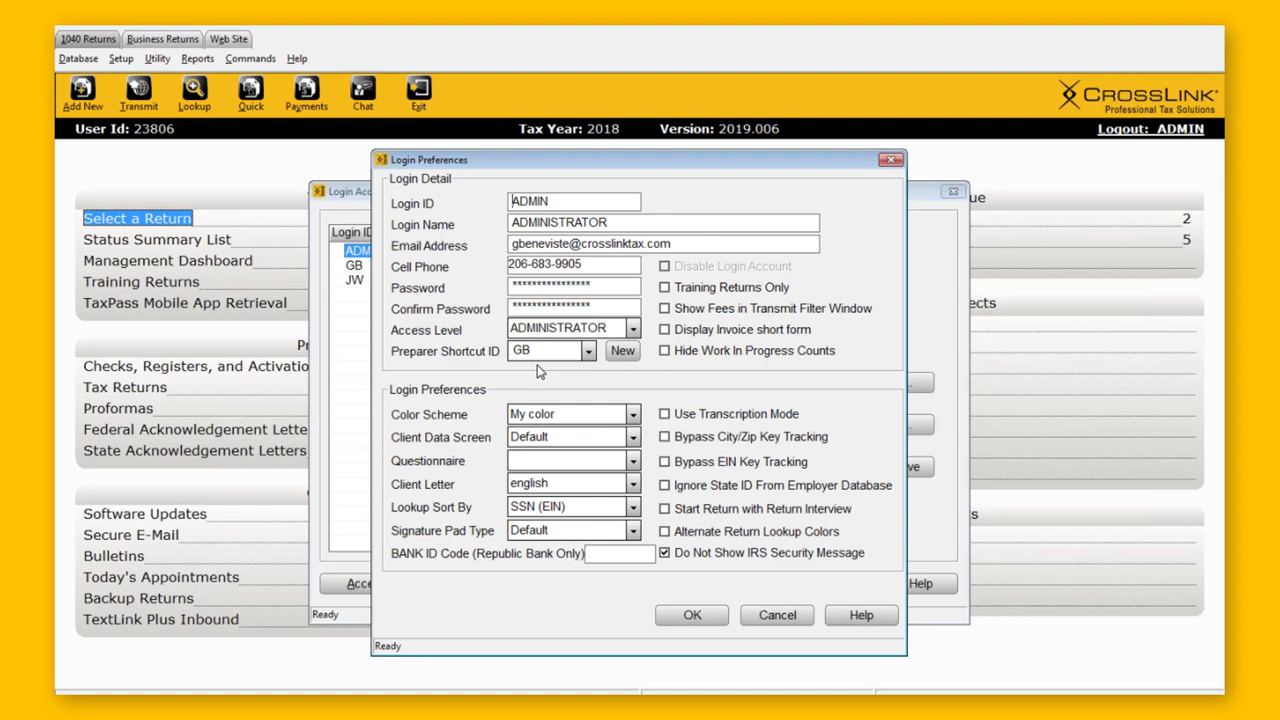 1040 Returns Business Returns Web Site
Database Setup Utility Reports Commands Help
Add New Transmit Lookup Quick Payments Chat Exit
CROSSLINK
Professional Tax Solutions
User Id: 23806 Tax Year: 2018 Version: 2019.006 Logout: ADMIN
Select a Return
Status Summary List
Management Dashboard
Training Returns
TaxPass Mobile App Retrieval
Checks, Registers, and Activatio
Tax Returns
Proformas
Federal Acknowledgement Lette
State Acknowledgement Letters
Software Updates
Secure E-Mail
Bulletins
Today's Appointments
Backup Returns
TextLink Plus Inbound
Login Acc
Login ID
ADM
GB
JW
Acce
Help
Ready
2
5
Login Preferences
Login Detail
Login ID ADMIN
Login Name ADMINISTRATOR
Email Address gbeneviste@crosslinktax.com
Cell Phone 206-683-9905 Disable Login Account
Password **************** Training Returns Only
Confirm Password **************** Show Fees in Transmit Filter Window
Access Level ADMINISTRATOR Display Invoice short form
Preparer Shortcut ID GB New Hide Work In Progress Counts
Login Preferences
Color Scheme My color Use Transcription Mode
Client Data Screen Default Bypass City/Zip Key Tracking
Questionnaire Bypass EIN Key Tracking
Client Letter english Ignore State ID From Employer Database
Lookup Sort By SSN (EIN) Start Return with Return Interview
Signature Pad Type Default Alternate Return Lookup Colors
BANK ID Code (Republic Bank Only) Do Not Show IRS Security Message
OK Cancel Help
Ready